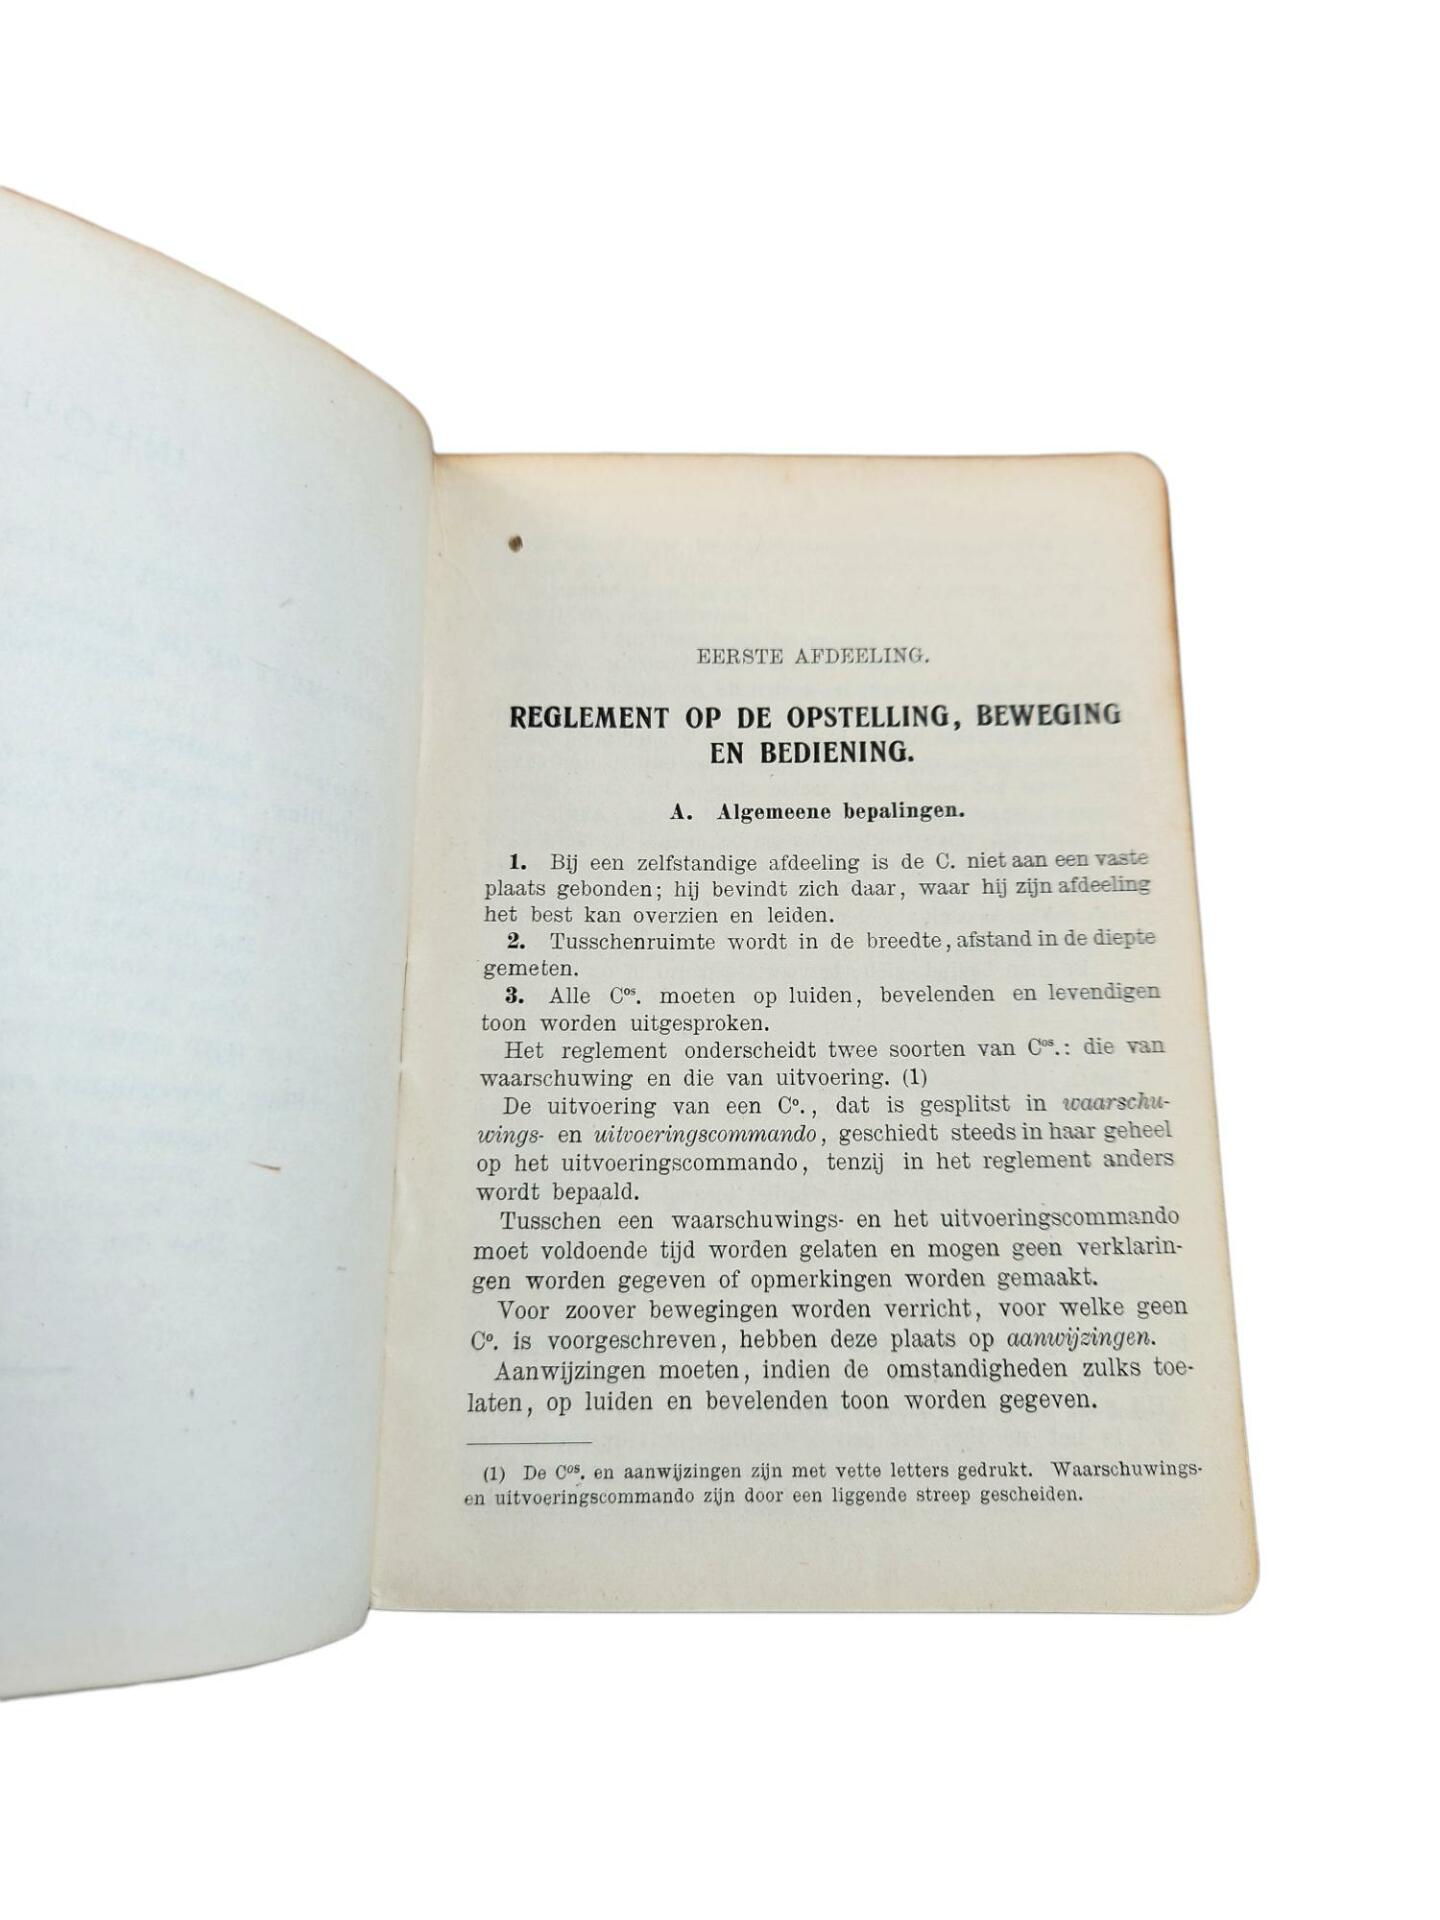 EERSTE AFDEELING.
REGLEMENT OP DE OPSTELLING, BEWEGING
EN BEDIENING.
A. Algemeene bepalingen.
1. Bij een zelfstandige afdeeling is de C. niet aan een vaste
plaats gebonden; hij bevindt zich daar, waar hij zijn afdeeling
het best kan overzien en leiden.
2. Tusschenruimte wordt in de breedte, afstand in de diepte
gemeten.
3. Alle Cos. moeten op luiden, bevelenden en levendigen
toon worden uitgesproken.
Het reglement onderscheidt twee soorten van Cos.: die van
waarschuwing en die van uitvoering. (1)
De uitvoering van een Co., dat is gesplitst in waarschu-
wings- en uitvoeringscommando, geschiedt steeds in haar geheel
op het uitvoeringscommando, tenzij in het reglement anders
wordt bepaald.
Tusschen een waarschuwings- en het uitvoeringscommando
moet voldoende tijd worden gelaten en mogen geen verklarin-
gen worden gegeven of opmerkingen worden gemaakt.
Voor zoover bewegingen worden verricht, voor welke geen
Co. is voorgeschreven, hebben deze plaats op aanwijzingen.
Aanwijzingen moeten, indien de omstandigheden zulks toe-
laten, op luiden en bevelenden toon worden gegeven.
(1) De Cos. en aanwijzingen zijn met vette letters gedrukt. Waarschuwings-
en uitvoeringscommando zijn door een liggende streep gescheiden.